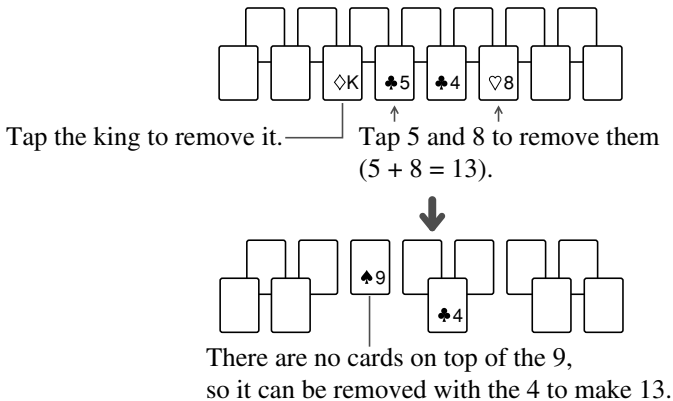 ♢K ♣5 ♣4 ♡8
Tap the king to remove it.
Tap 5 and 8 to remove them
(5 + 8 = 13).
♠9
♣4
There are no cards on top of the 9,
so it can be removed with the 4 to make 13.